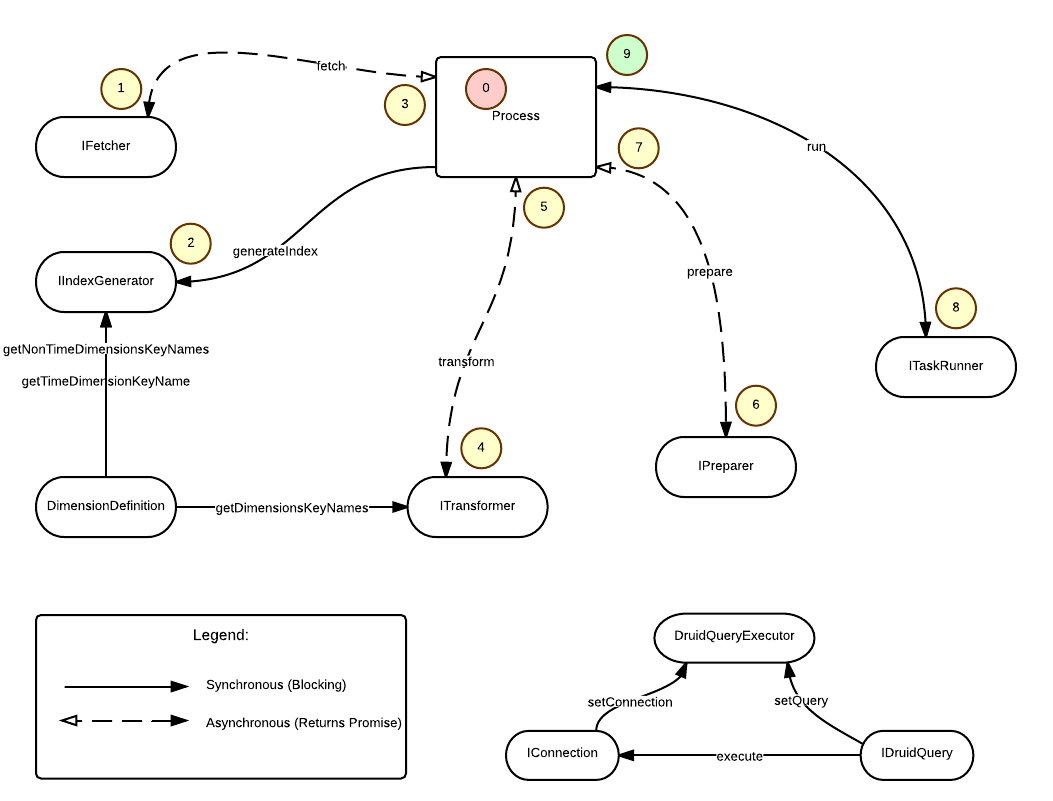 9
fetch
1
0
3
Process
IFetcher
7
run
5
2
generateIndex
IIndexGenerator
prepare
8
getNonTimeDimensionsKeyNames
transform
ITaskRunner
getTimeDimensionKeyName
6
4
IPreparer
DimensionDefinition
getDimensionsKeyNames
ITransformer
Legend:
DruidQueryExecutor
Synchronous (Blocking)
setConnection
setQuery
Asynchronous (Returns Promise)
IConnection
execute
IDruidQuery